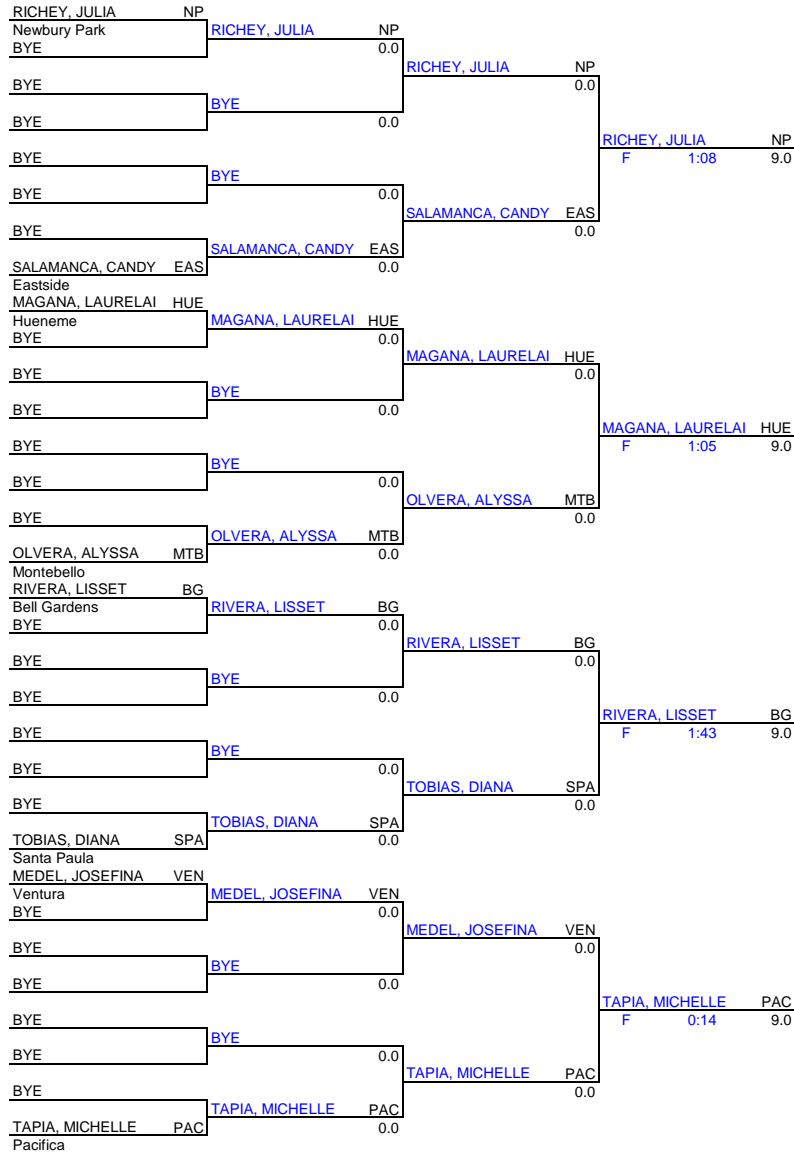 RICHEY, JULIA NP
Newbury Park
BYE
BYE
BYE
BYE
BYE
BYE
SALAMANCA, CANDY EAS
Eastside
MAGANA, LAURELAI HUE
Hueneme
BYE
BYE
BYE
BYE
BYE
BYE
OLVERA, ALYSSA MTB
Montebello
RIVERA, LISSET BG
Bell Gardens
BYE
BYE
BYE
BYE
BYE
BYE
TOBIAS, DIANA SPA
Santa Paula
MEDEL, JOSEFINA VEN
Ventura
BYE
BYE
BYE
BYE
BYE
BYE
TAPIA, MICHELLE PAC
Pacifica
RICHEY, JULIA NP
0.0
BYE
0.0
BYE
0.0
SALAMANCA, CANDY EAS
0.0
MAGANA, LAURELAI HUE
0.0
BYE
0.0
BYE
0.0
OLVERA, ALYSSA MTB
0.0
RIVERA, LISSET BG
0.0
BYE
0.0
BYE
0.0
TOBIAS, DIANA SPA
0.0
MEDEL, JOSEFINA VEN
0.0
BYE
0.0
BYE
0.0
TAPIA, MICHELLE PAC
0.0
RICHEY, JULIA NP
0.0
SALAMANCA, CANDY EAS
0.0
MAGANA, LAURELAI HUE
0.0
OLVERA, ALYSSA MTB
0.0
RIVERA, LISSET BG
0.0
TOBIAS, DIANA SPA
0.0
MEDEL, JOSEFINA VEN
0.0
TAPIA, MICHELLE PAC
0.0
RICHEY, JULIA NP
F 1:08 9.0
MAGANA, LAURELAI HUE
F 1:05 9.0
RIVERA, LISSET BG
F 1:43 9.0
TAPIA, MICHELLE PAC
F 0:14 9.0